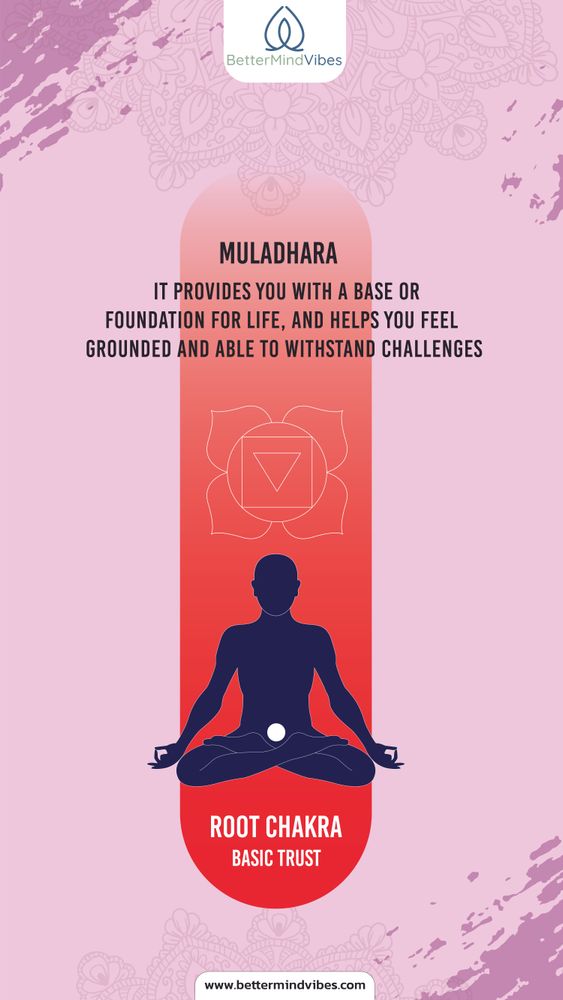 BetterMindVibes
MULADHARA
IT PROVIDES YOU WITH A BASE OR
FOUNDATION FOR LIFE, AND HELPS YOU FEEL
GROUNDED AND ABLE TO WITHSTAND CHALLENGES
ROOT CHAKRA
BASIC TRUST
www.bettermindvibes.com